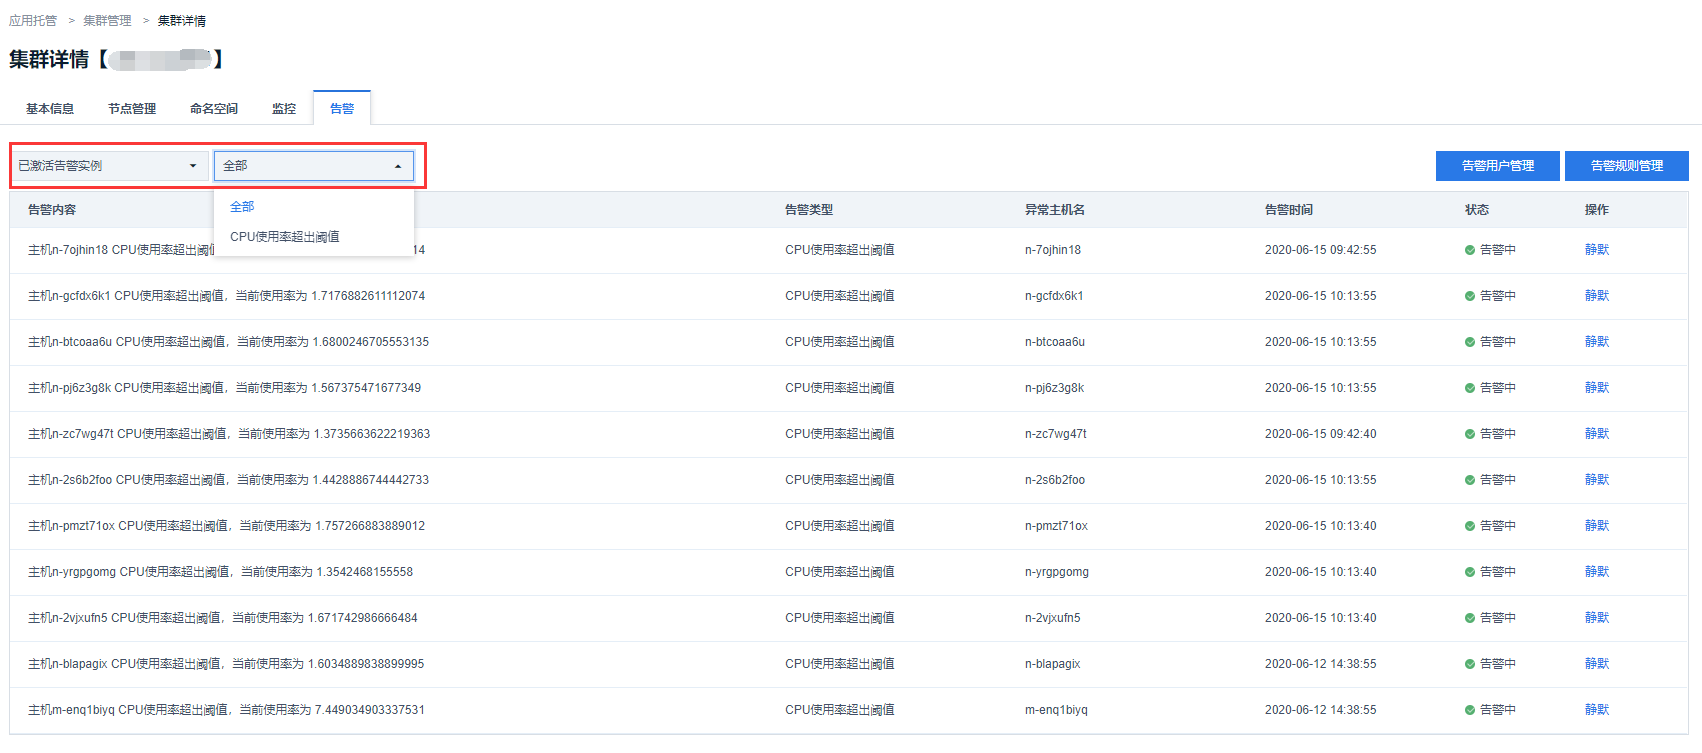 应用托管 > 集群管理 > 集群详情
集群详情【 】
基本信息 节点管理 命名空间 监控 告警
已激活告警实例 全部 告警用户管理 告警规则管理
全部
CPU使用率超出阈值
告警内容 告警类型 异常主机名 告警时间 状态 操作
主机n-7ojhin18 CPU使用率超出阈值 14 CPU使用率超出阈值 n-7ojhin18 2020-06-15 09:42:55 告警中 静默
主机n-gcfdx6k1 CPU使用率超出阈值，当前使用率为 1.7176882611112074 CPU使用率超出阈值 n-gcfdx6k1 2020-06-15 10:13:55 告警中 静默
主机n-btcoaa6u CPU使用率超出阈值，当前使用率为 1.6800246705553135 CPU使用率超出阈值 n-btcoaa6u 2020-06-15 10:13:55 告警中 静默
主机n-pj6z3g8k CPU使用率超出阈值，当前使用率为 1.567375471677349 CPU使用率超出阈值 n-pj6z3g8k 2020-06-15 10:13:55 告警中 静默
主机n-zc7wg47t CPU使用率超出阈值，当前使用率为 1.3735663622219363 CPU使用率超出阈值 n-zc7wg47t 2020-06-15 09:42:40 告警中 静默
主机n-2s6b2foo CPU使用率超出阈值，当前使用率为 1.4428886744442733 CPU使用率超出阈值 n-2s6b2foo 2020-06-15 10:13:55 告警中 静默
主机n-pmzt71ox CPU使用率超出阈值，当前使用率为 1.757266883889012 CPU使用率超出阈值 n-pmzt71ox 2020-06-15 10:13:40 告警中 静默
主机n-yrgpgomg CPU使用率超出阈值，当前使用率为 1.3542468155558 CPU使用率超出阈值 n-yrgpgomg 2020-06-15 10:13:40 告警中 静默
主机n-2vjxufn5 CPU使用率超出阈值，当前使用率为 1.671742986666484 CPU使用率超出阈值 n-2vjxufn5 2020-06-15 10:13:40 告警中 静默
主机n-blapagix CPU使用率超出阈值，当前使用率为 1.6034889838899995 CPU使用率超出阈值 n-blapagix 2020-06-12 14:38:55 告警中 静默
主机m-enq1biyq CPU使用率超出阈值，当前使用率为 7.449034903337531 CPU使用率超出阈值 m-enq1biyq 2020-06-12 14:38:55 告警中 静默